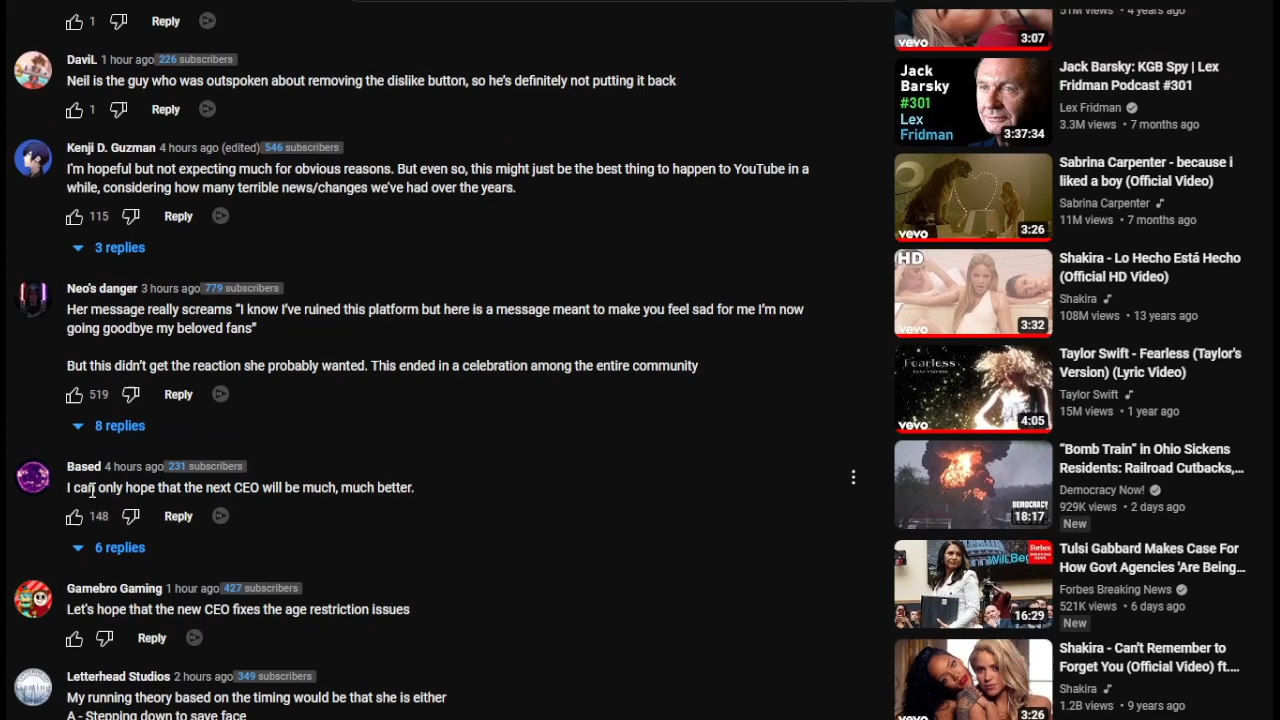 1 Reply
DaviL 1 hour ago 226 subscribers
Neil is the guy who was outspoken about removing the dislike button, so he's definitely not putting it back
1 Reply
Kenji D. Guzman 4 hours ago (edited) 546 subscribers
I'm hopeful but not expecting much for obvious reasons. But even so, this might just be the best thing to happen to YouTube in a
while, considering how many terrible news/changes we've had over the years.
115 Reply
3 replies
Neo's danger 3 hours ago 779 subscribers
Her message really screams “I know I've ruined this platform but here is a message meant to make you feel sad for me I'm now
going goodbye my beloved fans”
But this didn't get the reaction she probably wanted. This ended in a celebration among the entire community
519 Reply
8 replies
Based 4 hours ago 231 subscribers
I can only hope that the next CEO will be much, much better.
148 Reply
6 replies
Gamebro Gaming 1 hour ago 427 subscribers
Let's hope that the new CEO fixes the age restriction issues
Reply
Letterhead Studios 2 hours ago 349 subscribers
My running theory based on the timing would be that she is either
A - Stepping down to save face
51M views • 4 years ago
vevo
3:07
Jack
Barsky
#301
Lex
Fridman
3:37:34
Jack Barsky: KGB Spy | Lex
Fridman Podcast #301
Lex Fridman
3.3M views • 7 months ago
vevo
3:26
Sabrina Carpenter - because i
liked a boy (Official Video)
Sabrina Carpenter
11M views • 7 months ago
HD
vevo
3:32
Shakira - Lo Hecho Está Hecho
(Official HD Video)
Shakira
108M views • 13 years ago
Fearless
vevo
4:05
Taylor Swift - Fearless (Taylor's
Version) (Lyric Video)
Taylor Swift
15M views • 1 year ago
DEMOCRACY
18:17
“Bomb Train” in Ohio Sickens
Residents: Railroad Cutbacks,...
Democracy Now!
929K views • 2 days ago
New
Forbes
16:29
Tulsi Gabbard Makes Case For
How Govt Agencies 'Are Being...
Forbes Breaking News
521K views • 6 days ago
New
vevo
3:26
Shakira - Can't Remember to
Forget You (Official Video) ft....
Shakira
1.2B views • 9 years ago